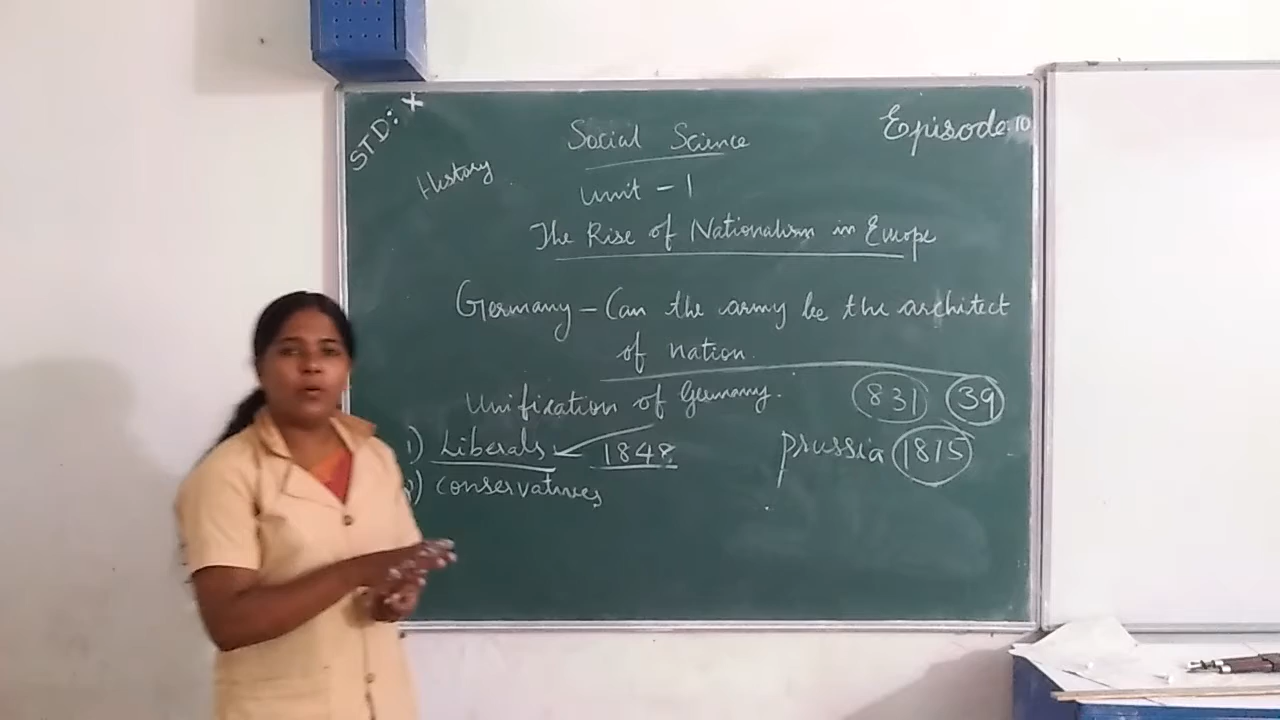 STD: X
Episode: 10
Social Science
History
Unit - 1
The Rise of Nationalism in Europe
Germany - Can the army be the architect
of nation.
Unification of Germany.
831 39
1) Liberals 1848
prussia 1815
2) conservatives